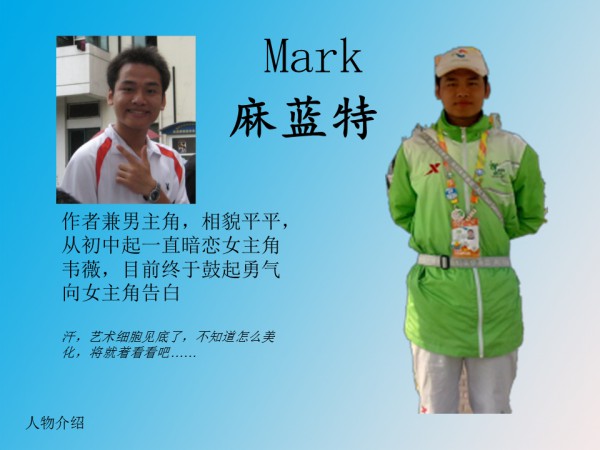 Mark
麻蓝特
作者兼男主角，相貌平平，
从初中起一直暗恋女主角
韦薇，目前终于鼓起勇气
向女主角告白
汗，艺术细胞见底了，不知道怎么美
化，将就着看看吧……
人物介绍